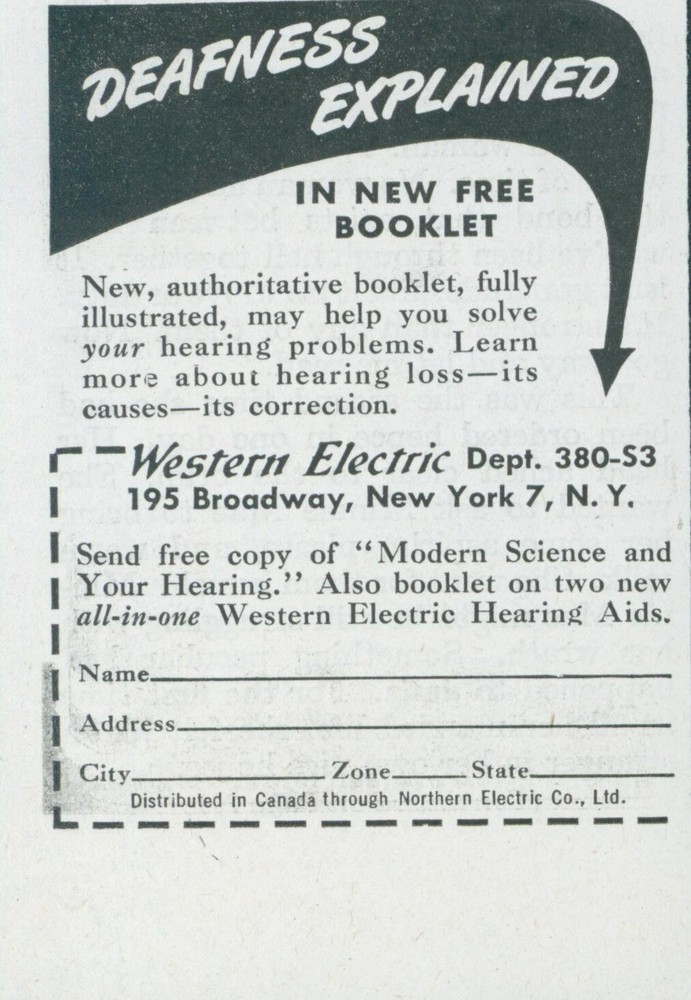 DEAFNESS
EXPLAINED
IN NEW FREE
BOOKLET
New, authoritative booklet, fully
illustrated, may help you solve
your hearing problems. Learn
more about hearing loss—its
causes—its correction.
Western Electric Dept. 380-S3
195 Broadway, New York 7, N. Y.
Send free copy of “Modern Science and
Your Hearing.” Also booklet on two new
all-in-one Western Electric Hearing Aids.
Name
Address
City Zone State
Distributed in Canada through Northern Electric Co., Ltd.